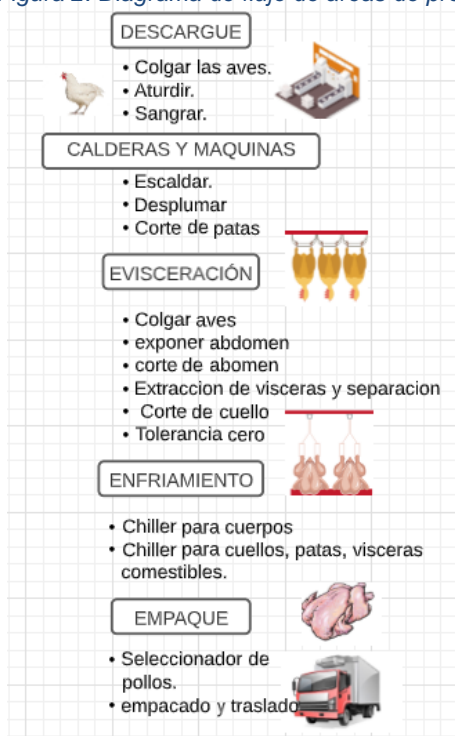 DESCARGUE
• Colgar las aves.
• Aturdir.
• Sangrar.
CALDERAS Y MAQUINAS
• Escaldar.
• Desplumar
• Corte de patas
EVISCERACIÓN
• Colgar aves
• exponer abdomen
• corte de abomen
• Extraccion de visceras y separacion
• Corte de cuello
• Tolerancia cero
ENFRIAMIENTO
• Chiller para cuerpos
• Chiller para cuellos, patas, visceras
comestibles.
EMPAQUE
• Seleccionador de
pollos.
• empacado y traslado